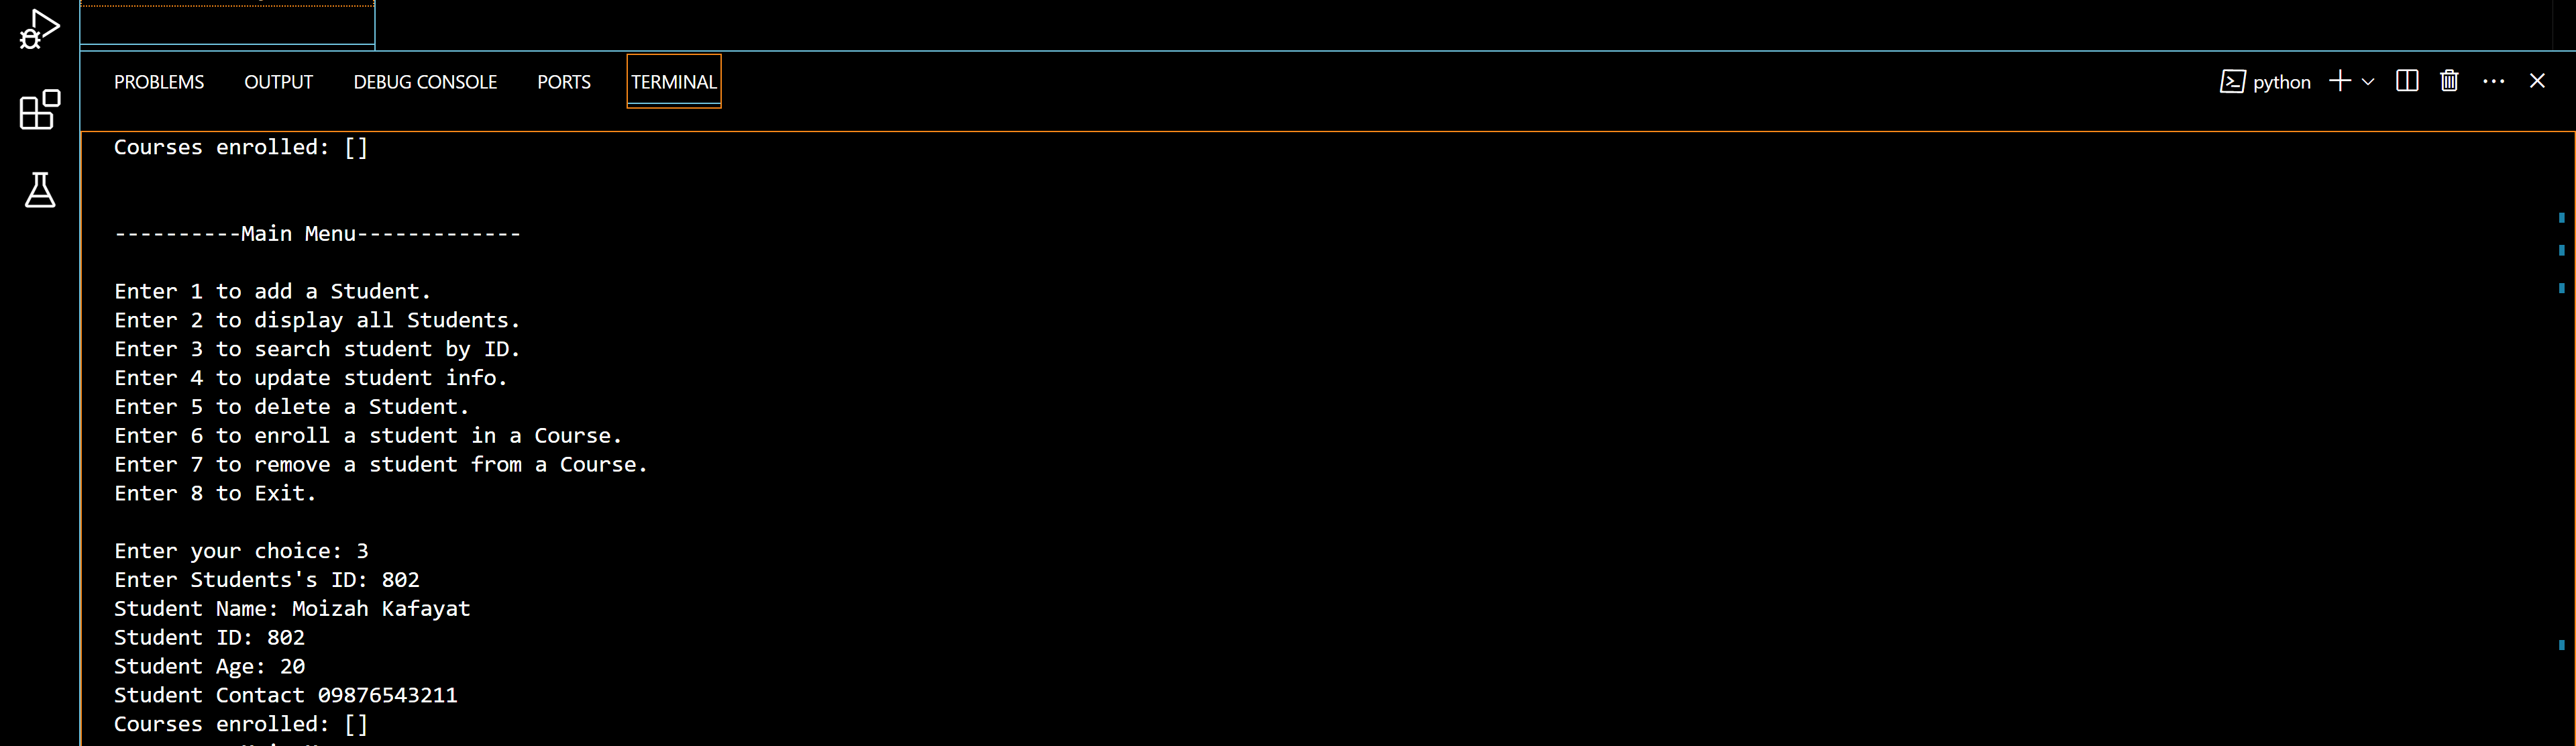 PROBLEMS OUTPUT DEBUG CONSOLE PORTS TERMINAL python
Courses enrolled: []
----------Main Menu-------------
Enter 1 to add a Student.
Enter 2 to display all Students.
Enter 3 to search student by ID.
Enter 4 to update student info.
Enter 5 to delete a Student.
Enter 6 to enroll a student in a Course.
Enter 7 to remove a student from a Course.
Enter 8 to Exit.
Enter your choice: 3
Enter Students's ID: 802
Student Name: Moizah Kafayat
Student ID: 802
Student Age: 20
Student Contact 09876543211
Courses enrolled: []